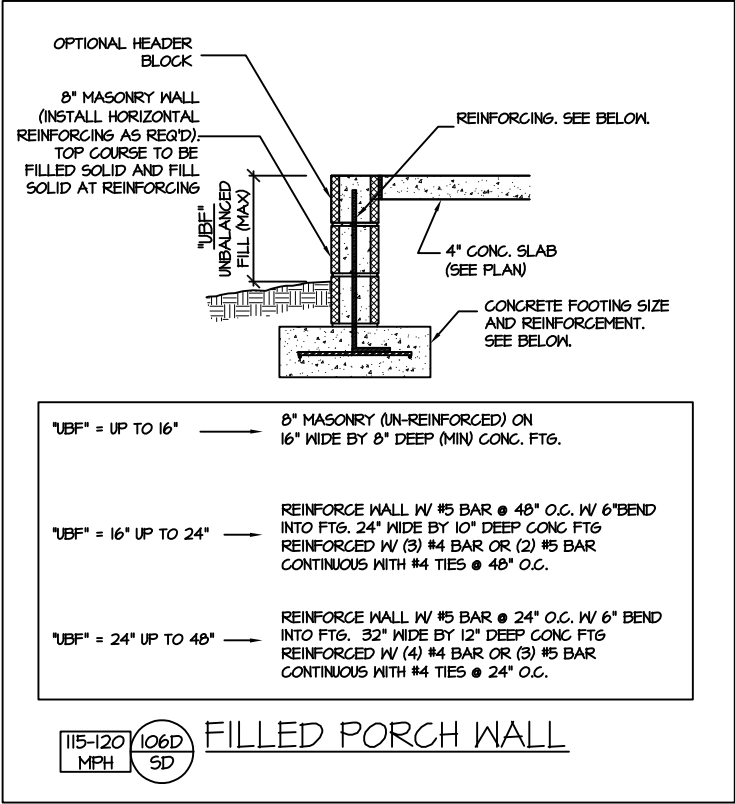 OPTIONAL HEADER
BLOCK
8" MASONRY WALL
(INSTALL HORIZONTAL
REINFORCING AS REQ'D).
TOP COURSE TO BE
FILLED SOLID AND FILL
SOLID AT REINFORCING
"UBF"
UNBALANCED
FILL (MAX)
REINFORCING. SEE BELOW.
4" CONC. SLAB
(SEE PLAN)
CONCRETE FOOTING SIZE
AND REINFORCEMENT.
SEE BELOW.
"UBF" = UP TO 16"
8" MASONRY (UN-REINFORCED) ON
16" WIDE BY 8" DEEP (MIN) CONC. FTG.
"UBF" = 16" UP TO 24"
REINFORCE WALL W/ #5 BAR @ 48" O.C. W/ 6"BEND
INTO FTG. 24" WIDE BY 10" DEEP CONC FTG
REINFORCED W/ (3) #4 BAR OR (2) #5 BAR
CONTINUOUS WITH #4 TIES @ 48" O.C.
"UBF" = 24" UP TO 48"
REINFORCE WALL W/ #5 BAR @ 24" O.C. W/ 6" BEND
INTO FTG. 32" WIDE BY 12" DEEP CONC FTG
REINFORCED W/ (4) #4 BAR OR (3) #5 BAR
CONTINUOUS WITH #4 TIES @ 24" O.C.
115-120
MPH
106D
SD
FILLED PORCH WALL